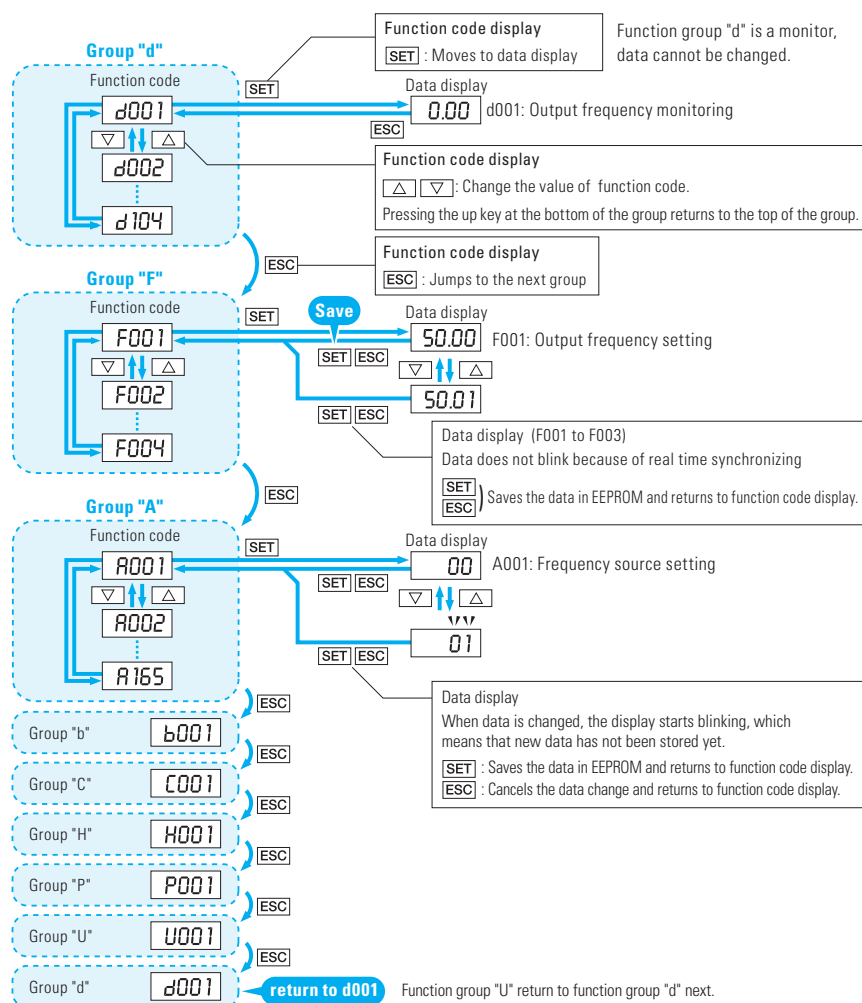 Function code display
SET : Moves to data display
Function group "d" is a monitor,
data cannot be changed.
Group "d"
Function code
SET
Data display
d001
0.00 d001: Output frequency monitoring
ESC
▽ △
d002
d104
Function code display
△ ▽ : Change the value of function code.
Pressing the up key at the bottom of the group returns to the top of the group.
ESC
Function code display
ESC : Jumps to the next group
Group "F"
Function code
SET
Save
Data display
F001
50.00 F001: Output frequency setting
SET ESC
▽ △
▽ △
F002
50.01
SET ESC
F004
Data display (F001 to F003)
Data does not blink because of real time synchronizing
SET
ESC
) Saves the data in EEPROM and returns to function code display.
ESC
Group "A"
Function code
SET
Data display
A001
00 A001: Frequency source setting
SET ESC
▽ △
▽ △
A002
01
SET ESC
A165
Data display
When data is changed, the display starts blinking, which
means that new data has not been stored yet.
SET : Saves the data in EEPROM and returns to function code display.
ESC : Cancels the data change and returns to function code display.
ESC
Group "b" b001
ESC
Group "C" C001
ESC
Group "H" H001
ESC
Group "P" P001
ESC
Group "U" U001
ESC
Group "d" d001
return to d001 Function group "U" return to function group "d" next.